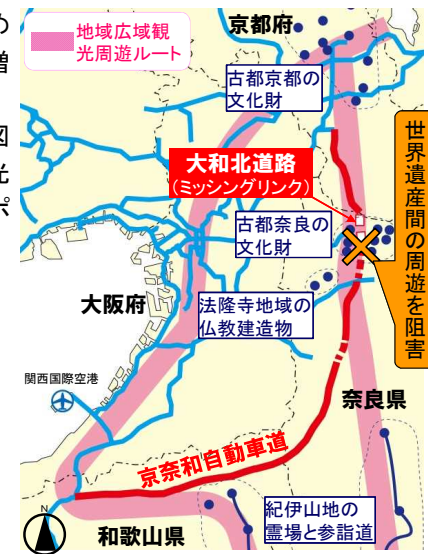 め
増
図
光
ポ
地域広域観
光周遊ルート
京都府
古都京都の
文化財
大和北道路
(ミッシングリンク)
古都奈良の
文化財
世界遺産間の周遊を阻害
大阪府
法隆寺地域の
仏教建造物
関西国際空港
奈良県
京奈和自動車道
紀伊山地の
霊場と参詣道
和歌山県
N